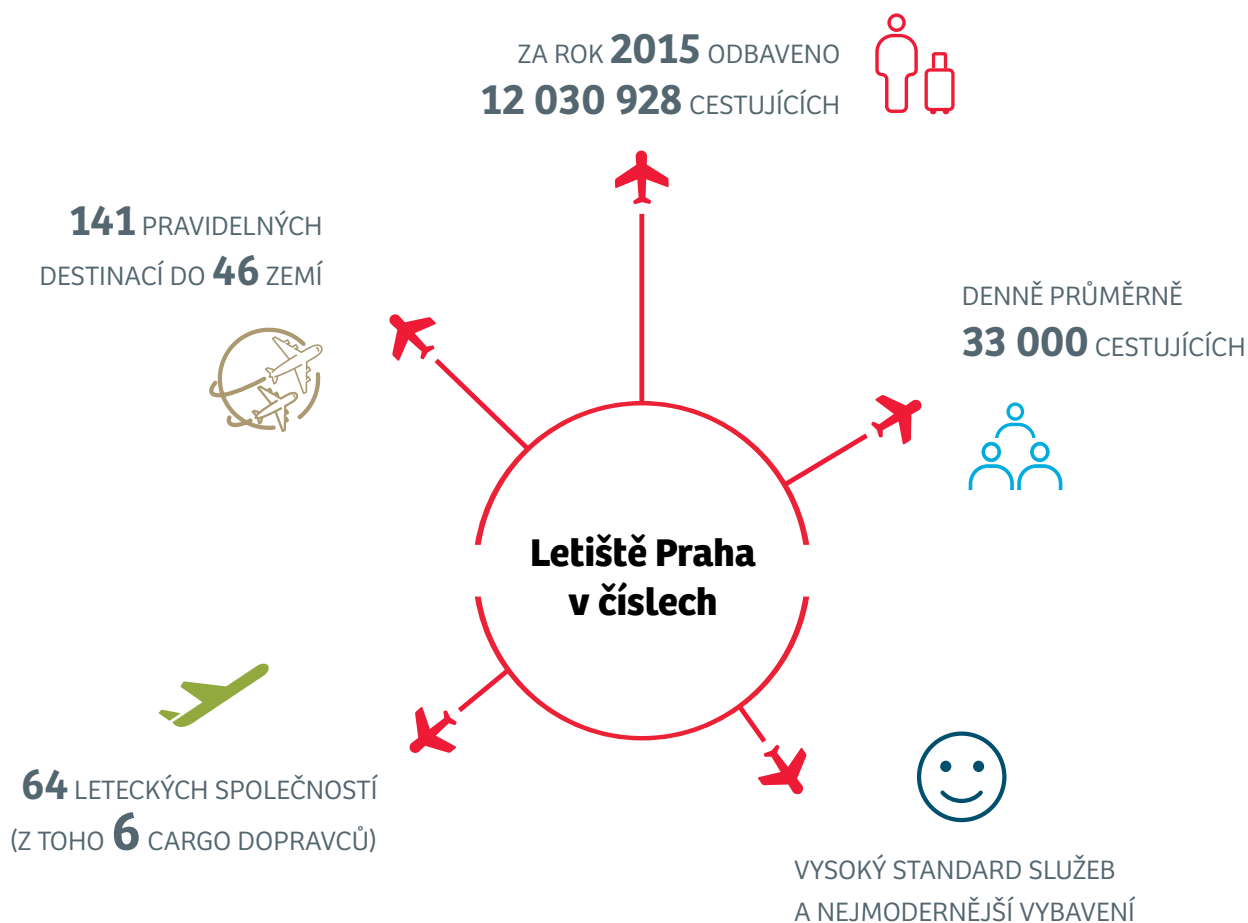 ZA ROK 2015 ODBAVENO
12 030 928 CESTUJÍCÍCH
141 PRAVIDELNÝCH
DESTINACÍ DO 46 ZEMÍ
DENNĚ PRŮMĚRNĚ
33 000 CESTUJÍCÍCH
Letiště Praha
v číslech
64 LETECKÝCH SPOLEČNOSTÍ
(Z TOHO 6 CARGO DOPRAVCŮ)
VYSOKÝ STANDARD SLUŽEB
A NEJMODERNĚJŠÍ VYBAVENÍ